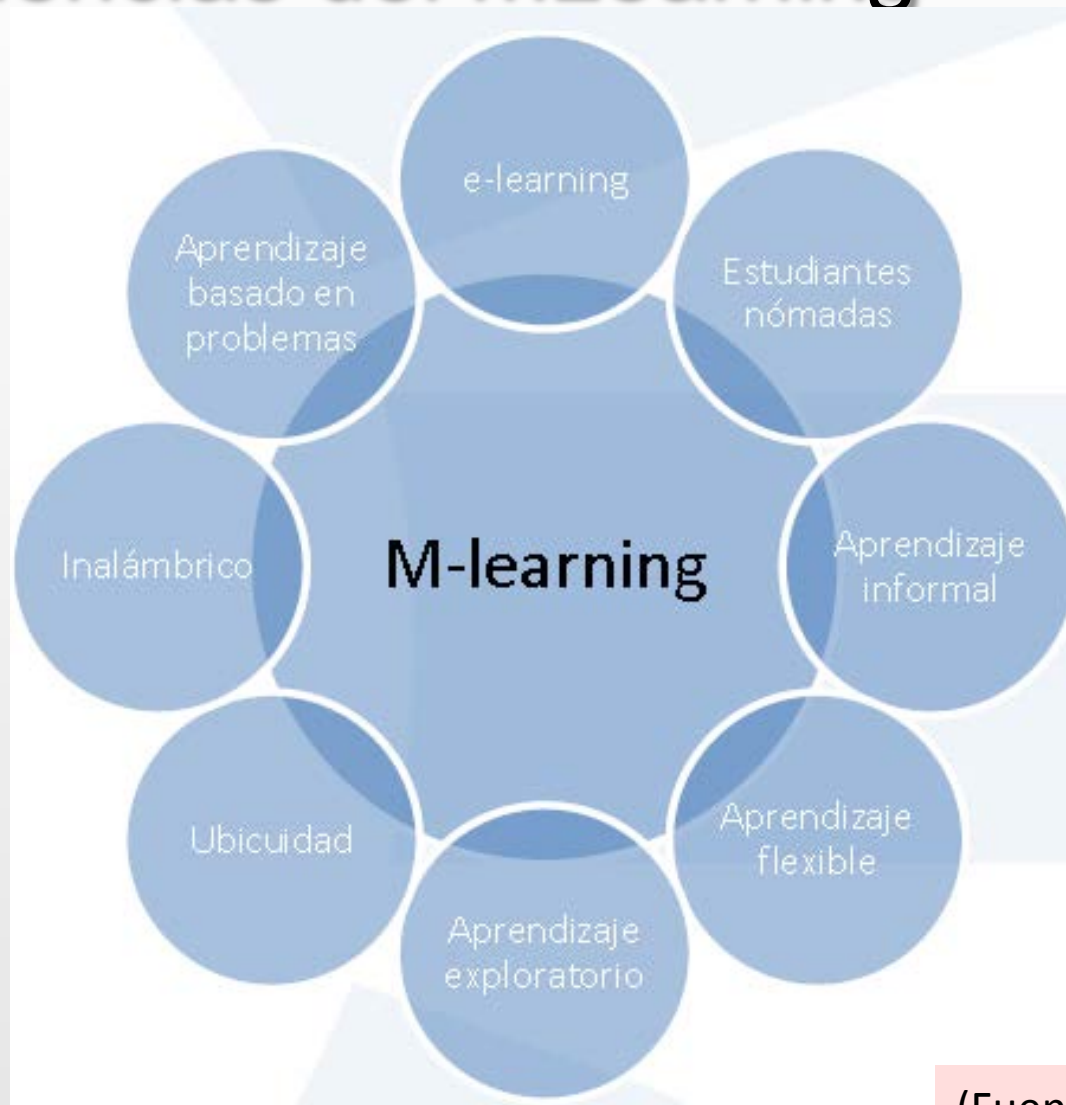 e-learning
Estudiantes
nómadas
Aprendizaje
informal
Aprendizaje
flexible
Aprendizaje
exploratorio
Ubicuidad
Inalámbrico
Aprendizaje
basado en
problemas
M-learning